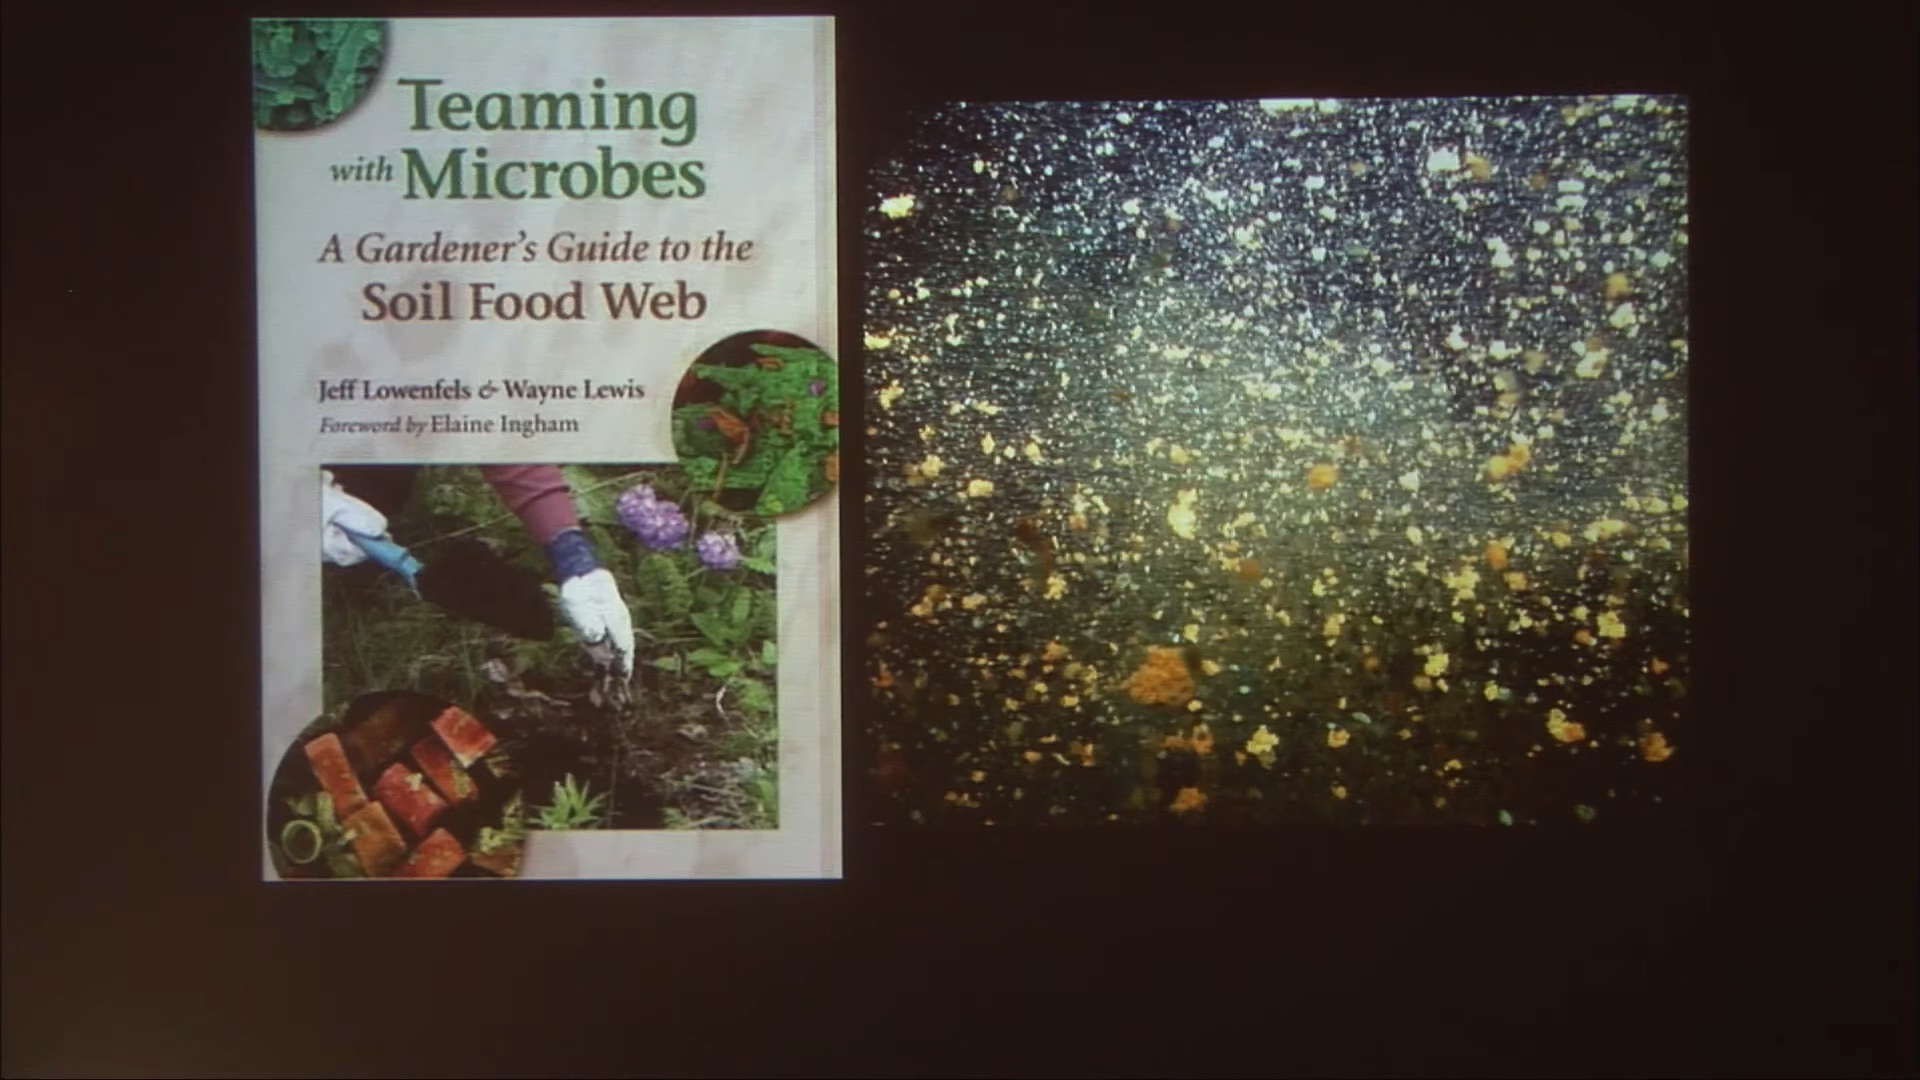 Teaming
with Microbes
A Gardener's Guide to the
Soil Food Web
Jeff Lowenfels & Wayne Lewis
Foreword by Elaine Ingham